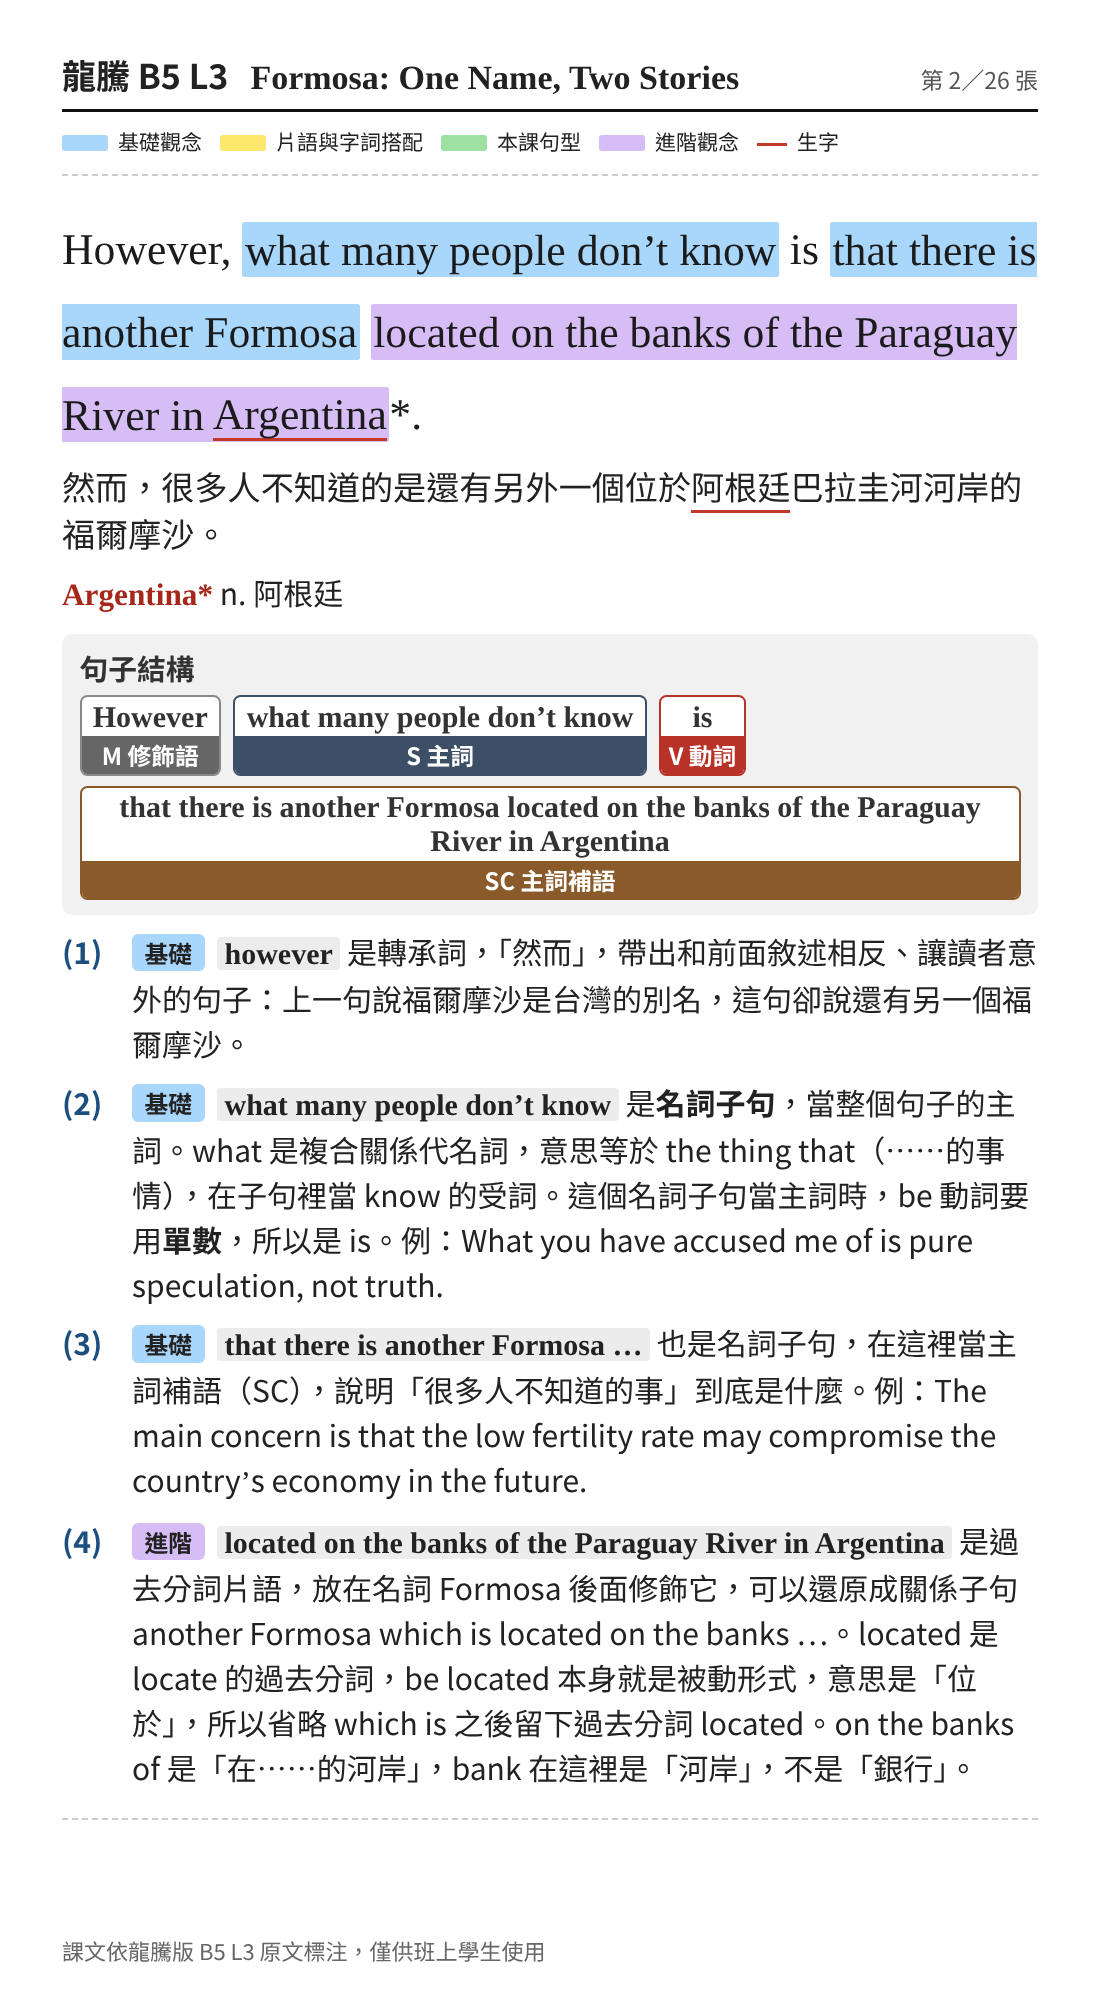 龍騰 B5 L3 Formosa: One Name, Two Stories 第 2／26 張
基礎觀念 片語與字詞搭配 本課句型 進階觀念 生字
However, what many people don’t know is that there is
another Formosa located on the banks of the Paraguay
River in Argentina*.
然而，很多人不知道的是還有另外一個位於阿根廷巴拉圭河河岸的
福爾摩沙。
Argentina* n. 阿根廷
句子結構
However what many people don’t know is
M 修飾語 S 主詞 V 動詞
that there is another Formosa located on the banks of the Paraguay
River in Argentina
SC 主詞補語
(1) 基礎 however 是轉承詞，「然而」，帶出和前面敘述相反、讓讀者意
外的句子：上一句說福爾摩沙是台灣的別名，這句卻說還有另一個福
爾摩沙。
(2) 基礎 what many people don’t know 是名詞子句，當整個句子的主
詞。what 是複合關係代名詞，意思等於 the thing that（……的事
情），在子句裡當 know 的受詞。這個名詞子句當主詞時，be 動詞要
用單數，所以是 is。例：What you have accused me of is pure
speculation, not truth.
(3) 基礎 that there is another Formosa … 也是名詞子句，在這裡當主
詞補語（SC），說明「很多人不知道的事」到底是什麼。例：The
main concern is that the low fertility rate may compromise the
country’s economy in the future.
(4) 進階 located on the banks of the Paraguay River in Argentina 是過
去分詞片語，放在名詞 Formosa 後面修飾它，可以還原成關係子句
another Formosa which is located on the banks …。located 是
locate 的過去分詞，be located 本身就是被動形式，意思是「位
於」，所以省略 which is 之後留下過去分詞 located。on the banks
of 是「在……的河岸」，bank 在這裡是「河岸」，不是「銀行」。
課文依龍騰版 B5 L3 原文標注，僅供班上學生使用